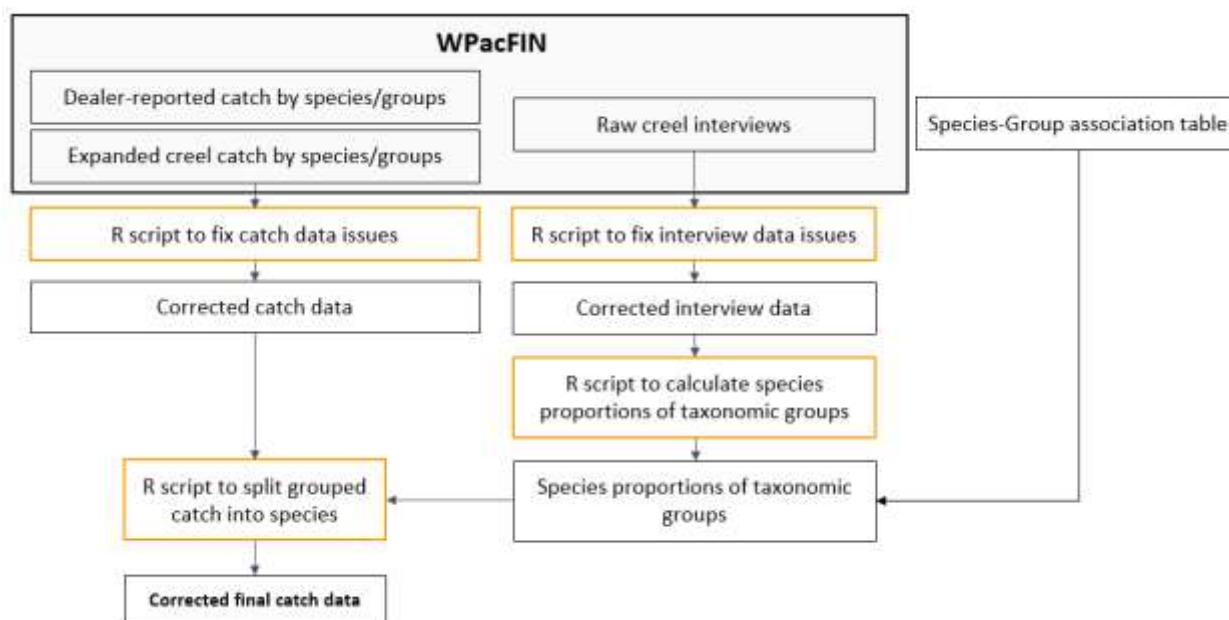 WPacFIN
Dealer-reported catch by species/groups
Expanded creel catch by species/groups
Raw creel interviews
Species-Group association table
R script to fix catch data issues
R script to fix interview data issues
Corrected catch data
Corrected interview data
R script to calculate species
proportions of taxonomic groups
R script to split grouped
catch into species
Species proportions of taxonomic
groups
Corrected final catch data